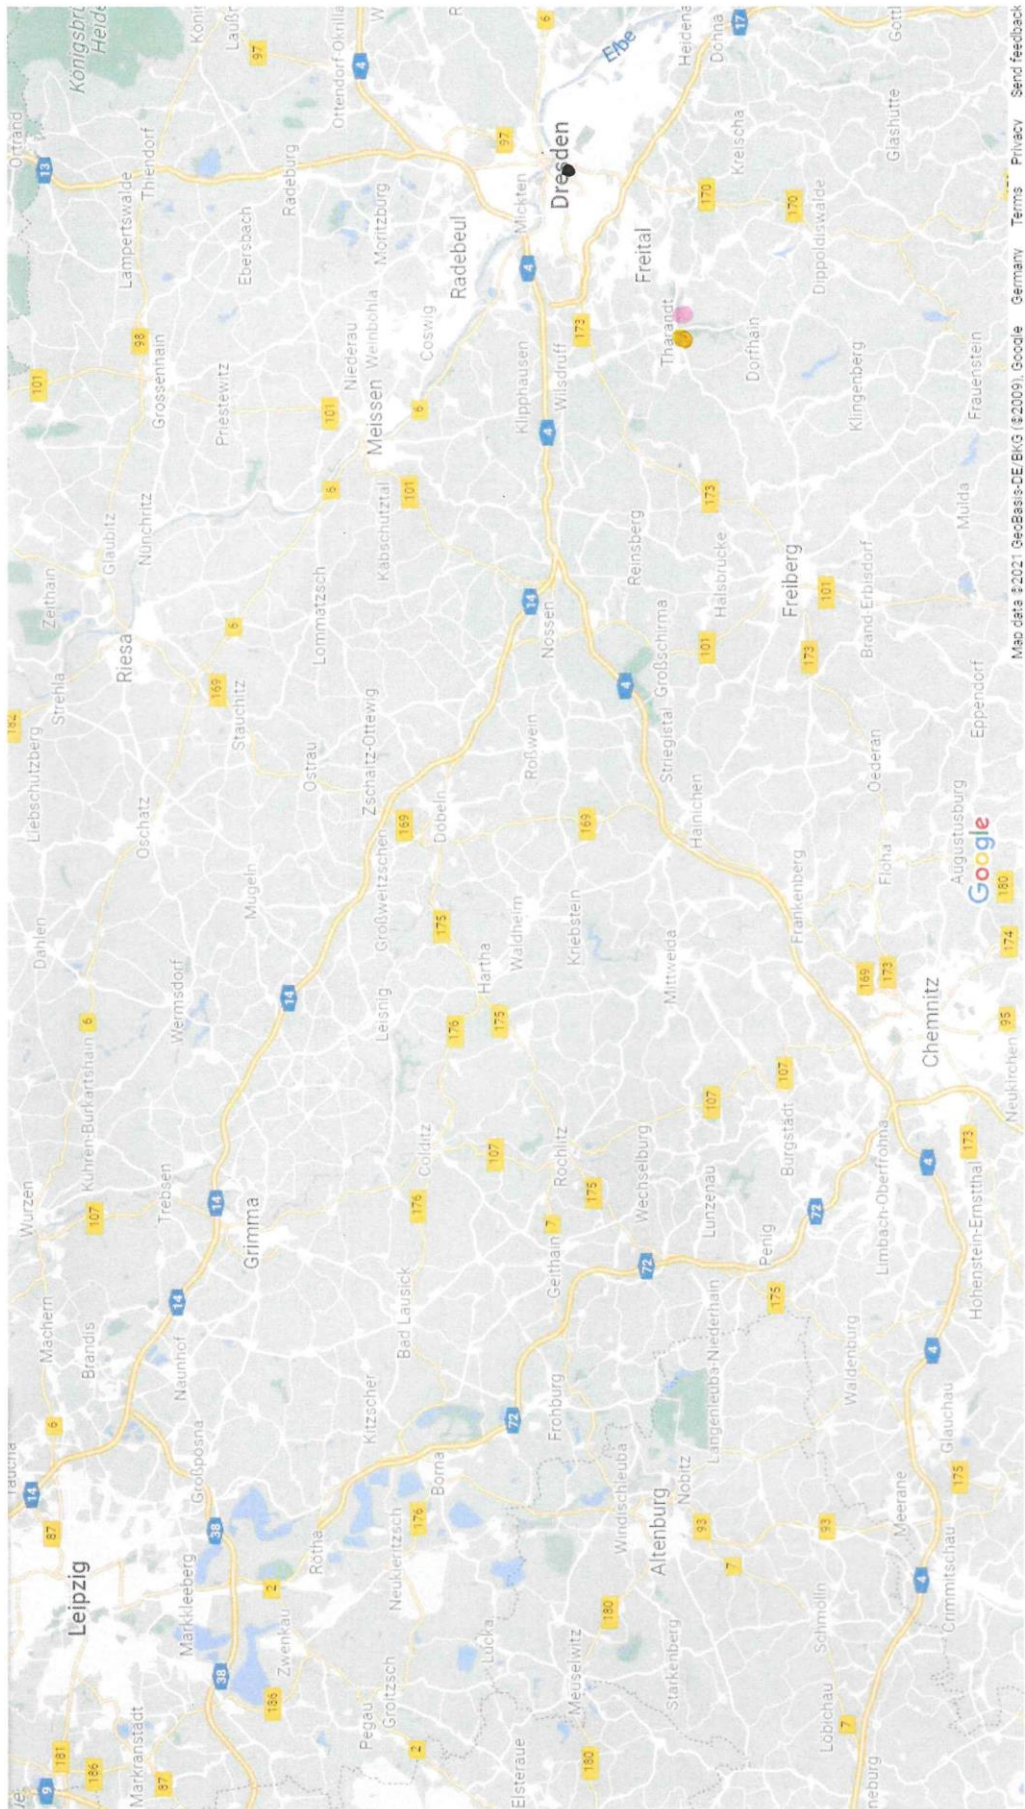 Leipzig
Markranstädt
Markkleeberg
Großpösna
Zwenkau
Rötha
Pegau
Groitzsch
Neukieritzsch
Kitzscher
Borna
Lucka
Elsteraue
Meuselwitz
Windischleuba
Altenburg
Nobitz
Starkenberg
Schmölln
Löbichau
Crimmitschau
Meerane
Glauchau
Waldenburg
Langenleuba-Niederhain
Frohburg
Bad Lausick
Naunhof
Brandis
Machern
Wurzen
Kühren-Burkartshain
Trebsen
Grimma
Colditz
Geithain
Rochlitz
Wechselburg
Lunzenau
Penig
Burgstädt
Limbach-Oberfrohna
Hohenstein-Ernstthal
Chemnitz
Neukirchen
Dahlen
Wermsdorf
Mügeln
Oschatz
Liebschützberg
Strehla
Leisnig
Hartha
Waldheim
Kriebstein
Mittweida
Frankenberg
Flöha
Augustusburg
Oederan
Eppendorf
Hainichen
Striegistal
Großschirma
Roßwein
Döbeln
Großweitzschen
Zschaitz-Ottewig
Ostrau
Stauchitz
Riesa
Zeithain
Glaubitz
Nünchritz
Lommatzsch
Nossen
Reinsberg
Halsbrücke
Freiberg
Brand-Erbisdorf
Mulda
Frauenstein
Klingenberg
Dorfhain
Tharandt
Wilsdruff
Klipphausen
Käbschütztal
Meissen
Niederau
Weinböhla
Coswig
Priestewitz
Grossenhain
Lampertswalde
Ebersbach
Thiendorf
Ortrand
Radeburg
Moritzburg
Radebeul
Mickten
Dresden
Freital
Kreischa
Dippoldiswalde
Glashütte
Heidena
Dohna
Elbe
Ottendorf-Okrilla
Königsbrü
Heide
Google
Map data ©2021 GeoBasis-DE/BKG (©2009), Google Germany Terms Privacy Send feedback